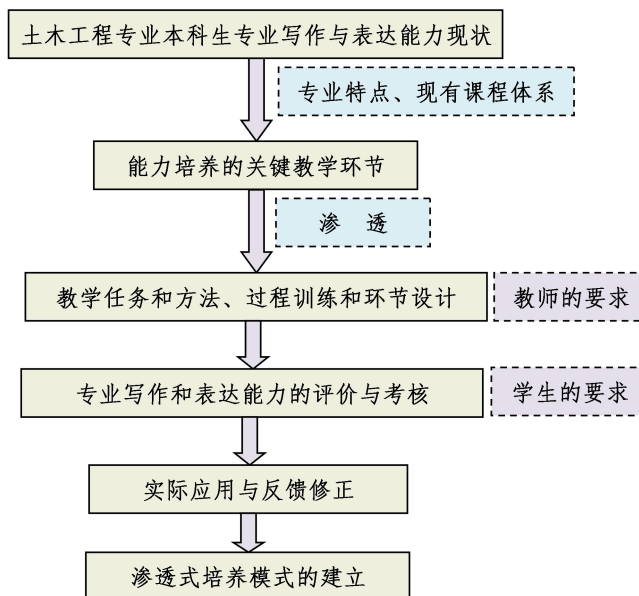 土木工程专业本科生专业写作与表达能力现状
专业特点、现有课程体系
能力培养的关键教学环节
渗 透
教学任务和方法、过程训练和环节设计
教师的要求
专业写作和表达能力的评价与考核
学生的要求
实际应用与反馈修正
渗透式培养模式的建立